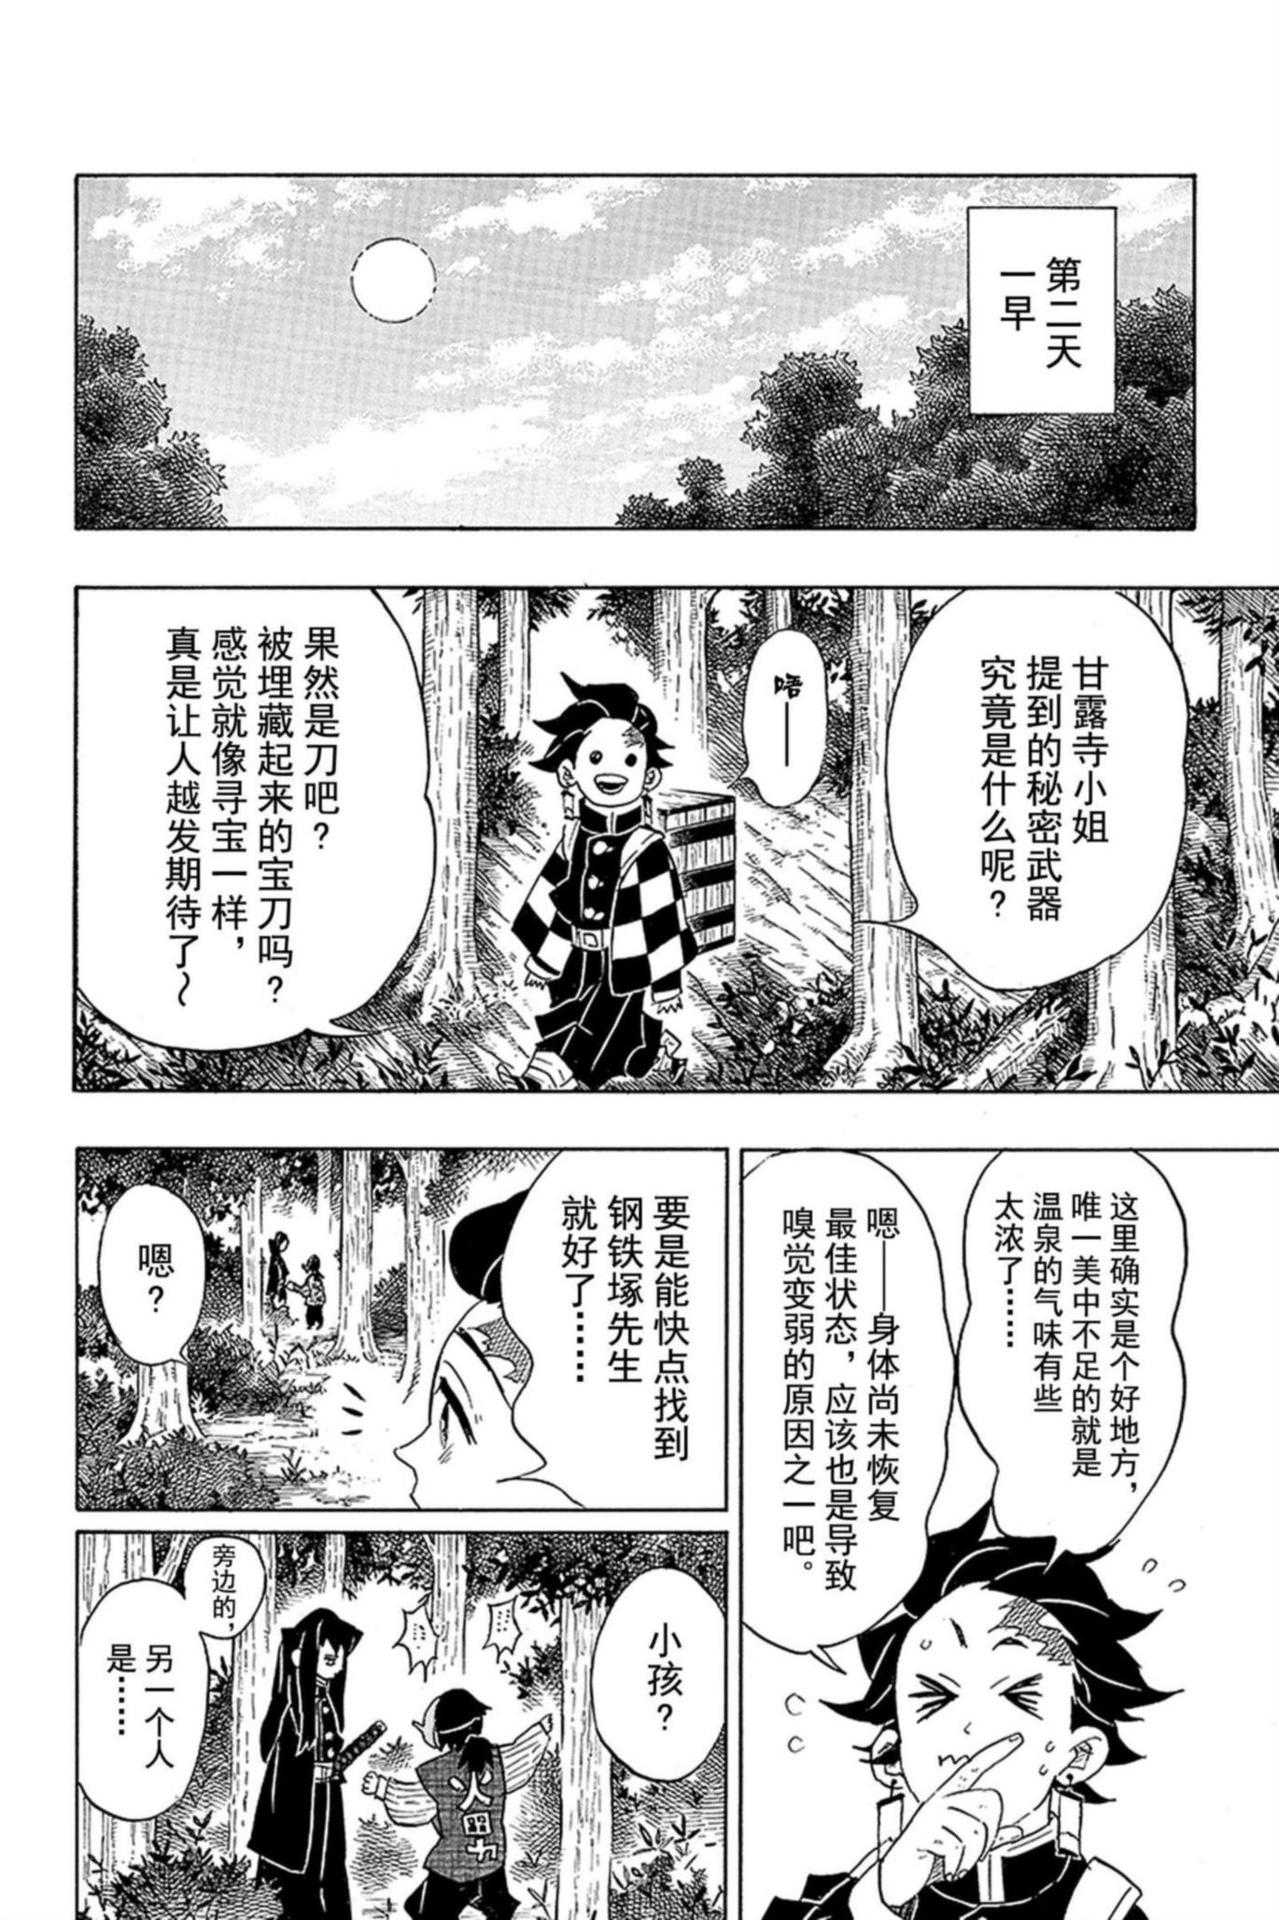 第二天
一早
甘露寺小姐
提到的秘密武器
究竟是什么呢?
唔——
果然是刀吧?
被埋藏起来的宝刀吗?
感觉就像寻宝一样,
真是让人越发期待了~
这里确实是个好地方,
唯一美中不足的就是
温泉的气味有些
太浓了……
嗯——身体尚未恢复
最佳状态,应该也是导致
嗅觉变弱的原因之一吧。
要是能快点找到
钢铁塚先生
就好了……
嗯?
小孩?
旁边的,
另一个人
是……
火男